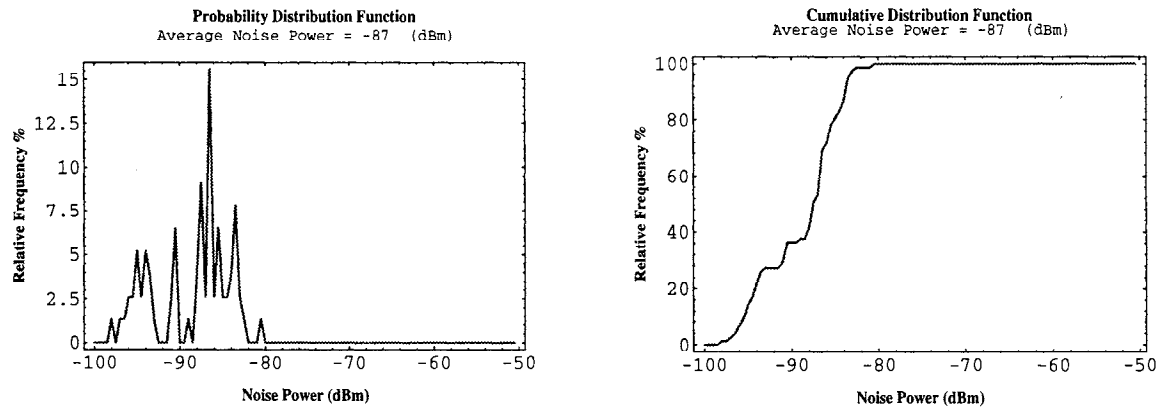 Probability Distribution Function
Average Noise Power = -87 (dBm)
15
12.5
10
7.5
5
2.5
0
Relative Frequency %
-100 -90 -80 -70 -60 -50
Noise Power (dBm)
Cumulative Distribution Function
Average Noise Power = -87 (dBm)
100
80
60
40
20
0
Relative Frequency %
-100 -90 -80 -70 -60 -50
Noise Power (dBm)